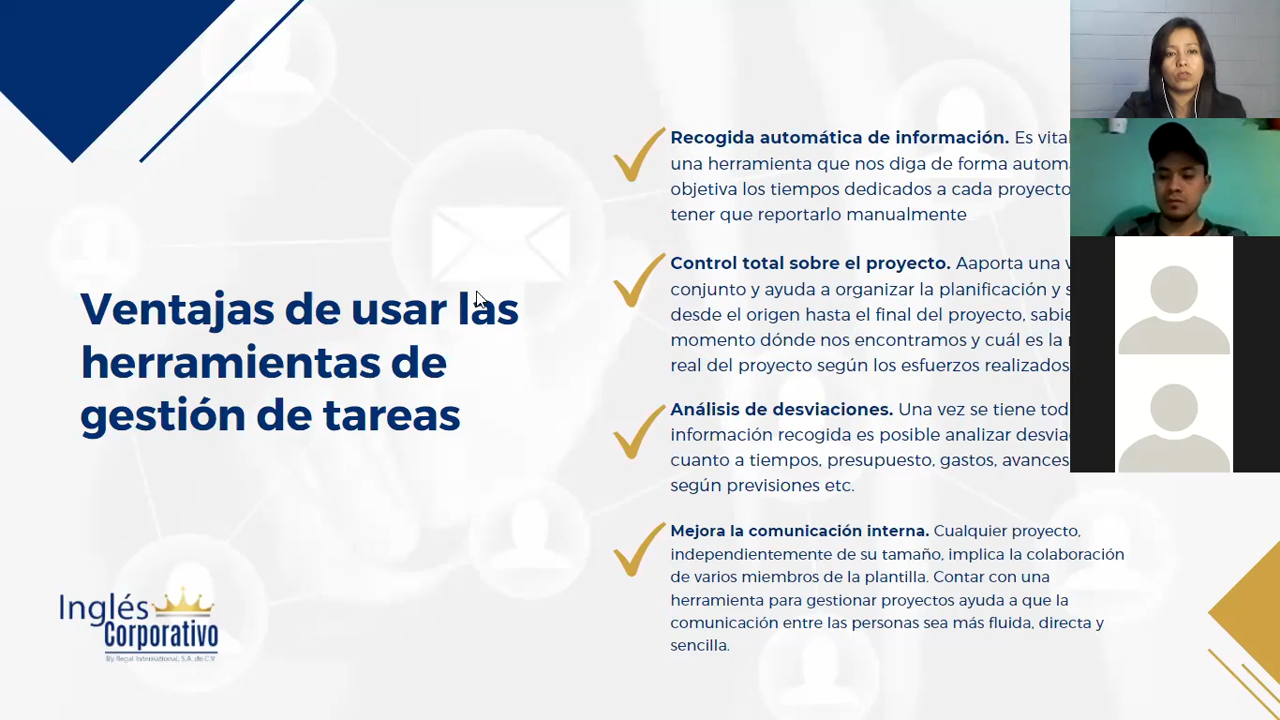 Ventajas de usar las
herramientas de
gestión de tareas
Recogida automática de información. Es vital
una herramienta que nos diga de forma
objetiva los tiempos dedicados a cada proyecto
tener que reportarlo manualmente
Control total sobre el proyecto. Aaporta una
conjunto y ayuda a organizar la planificación y
desde el origen hasta el final del proyecto,
momento dónde nos encontramos y cuál es la
real del proyecto según los esfuerzos realizados
Análisis de desviaciones. Una vez se tiene
información recogida es posible analizar
cuanto a tiempos, presupuesto, gastos, avances
según previsiones etc.
Mejora la comunicación interna. Cualquier proyecto,
independientemente de su tamaño, implica la colaboración
de varios miembros de la plantilla. Contar con una
herramienta para gestionar proyectos ayuda a que la
comunicación entre las personas sea más fluida, directa y
sencilla.
Inglés
Corporativo
By Regal International, S.A. de C.V